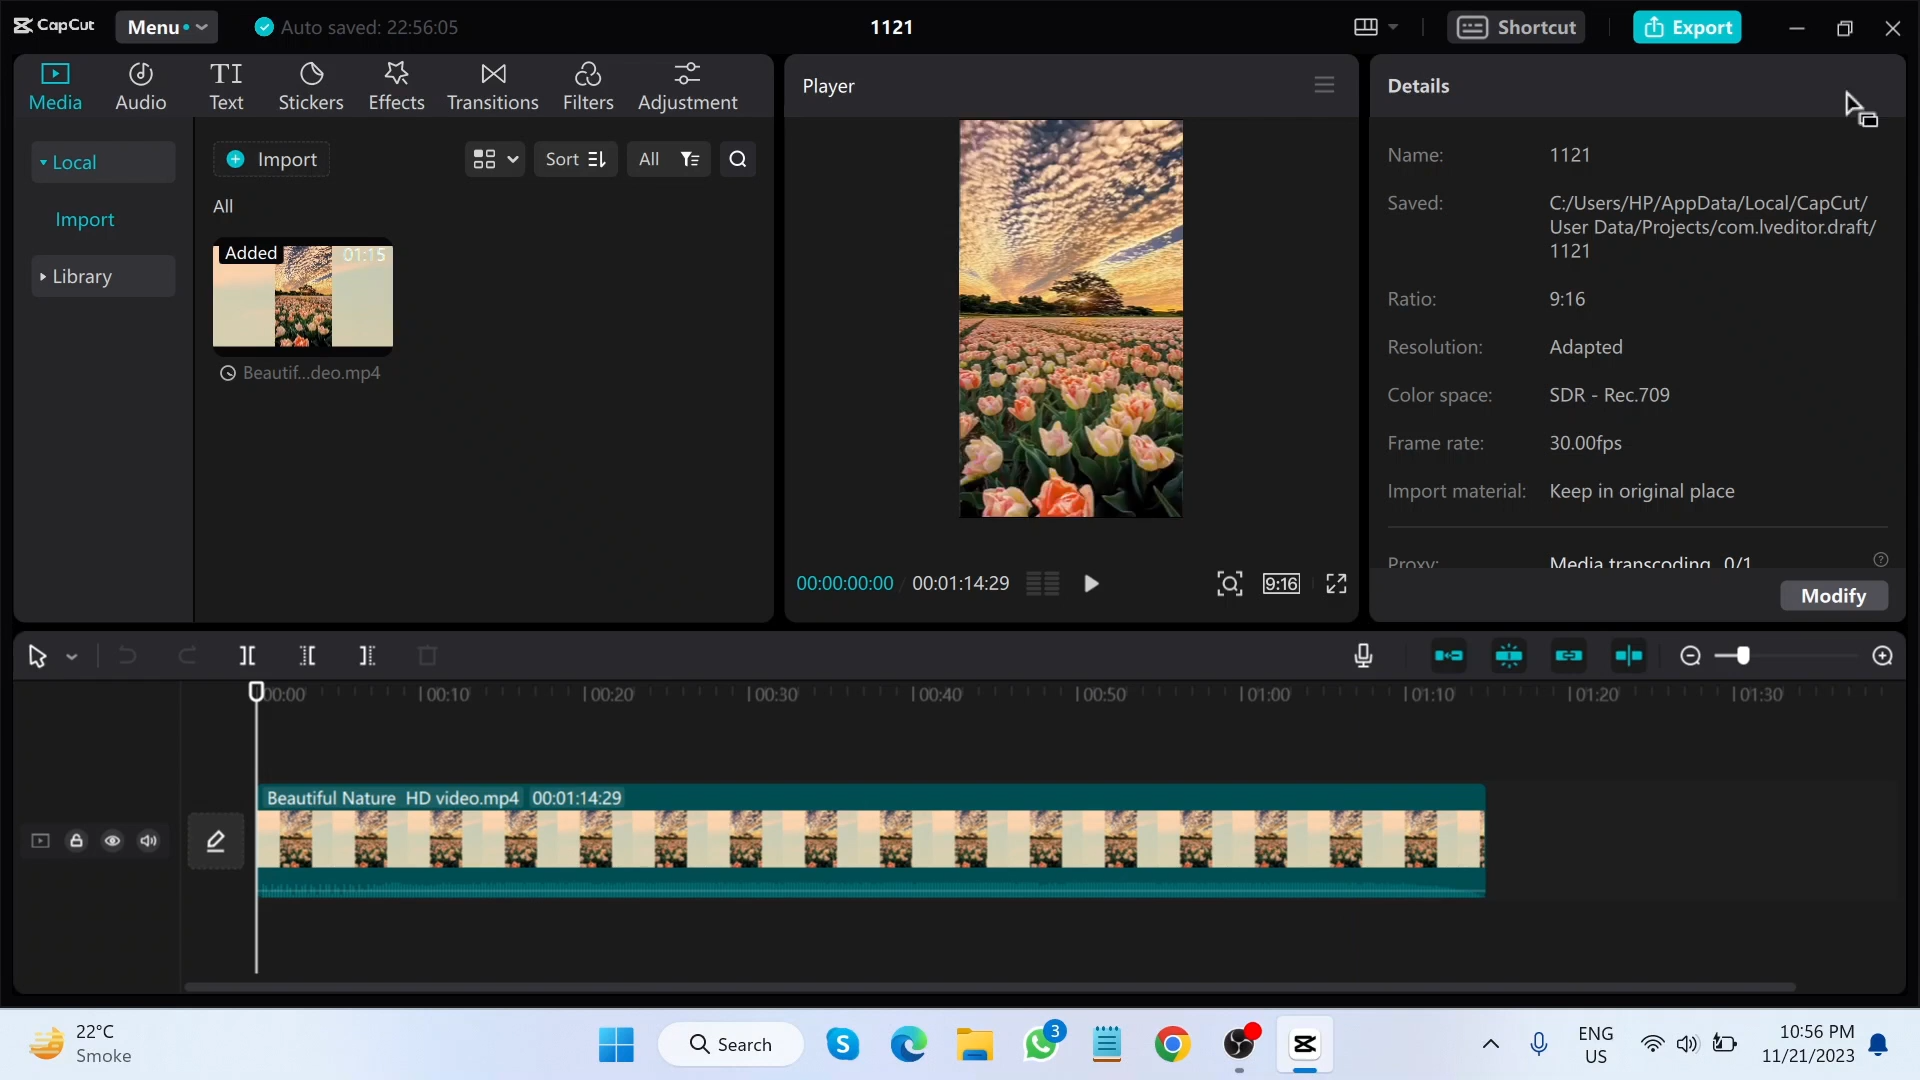 CapCut
Menu
Auto saved: 22:56:05
1121
Shortcut
Export
Media
Audio
TI
Text
Stickers
Effects
Transitions
Filters
Adjustment
Player
Details
Local
Import
Sort
All
Import
All
Library
Added
01:15
Beautif...deo.mp4
Name:
1121
Saved:
C:/Users/HP/AppData/Local/CapCut/
User Data/Projects/com.lveditor.draft/
1121
Ratio:
9:16
Resolution:
Adapted
Color space:
SDR - Rec.709
Frame rate:
30.00fps
Import material:
Keep in original place
Proxy:
Media transcoding 0/1
Modify
00:00:00:00 / 00:01:14:29
9:16
00:00
00:10
00:20
00:30
00:40
00:50
01:00
01:10
01:20
01:30
Beautiful Nature HD video.mp4 00:01:14:29
22°C
Smoke
Search
S
3
ENG
US
10:56 PM
11/21/2023